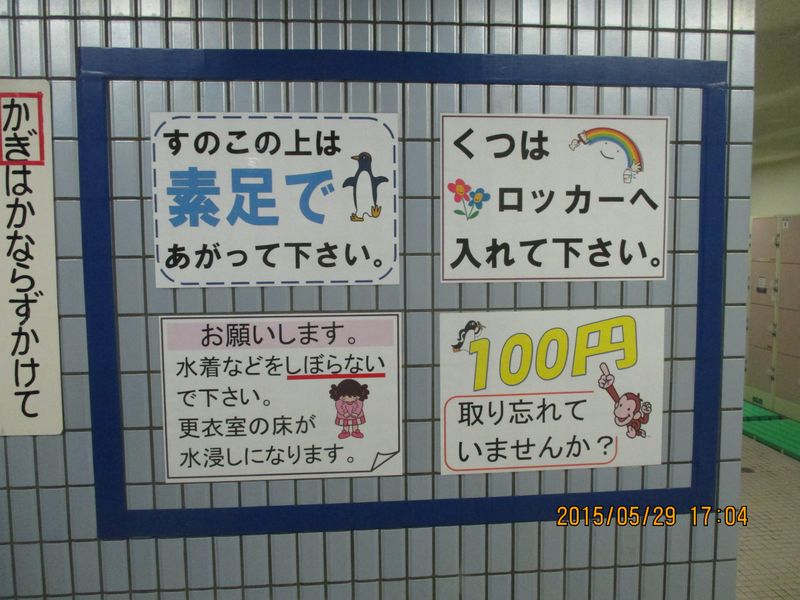 かぎはかならずかけて
すのこの上は
素足で
あがって下さい。
くつは
ロッカーへ
入れて下さい。
お願いします。
水着などをしぼらない
で下さい。
更衣室の床が
水浸しになります。
100円
取り忘れて
いませんか?
2015/05/29 17:04